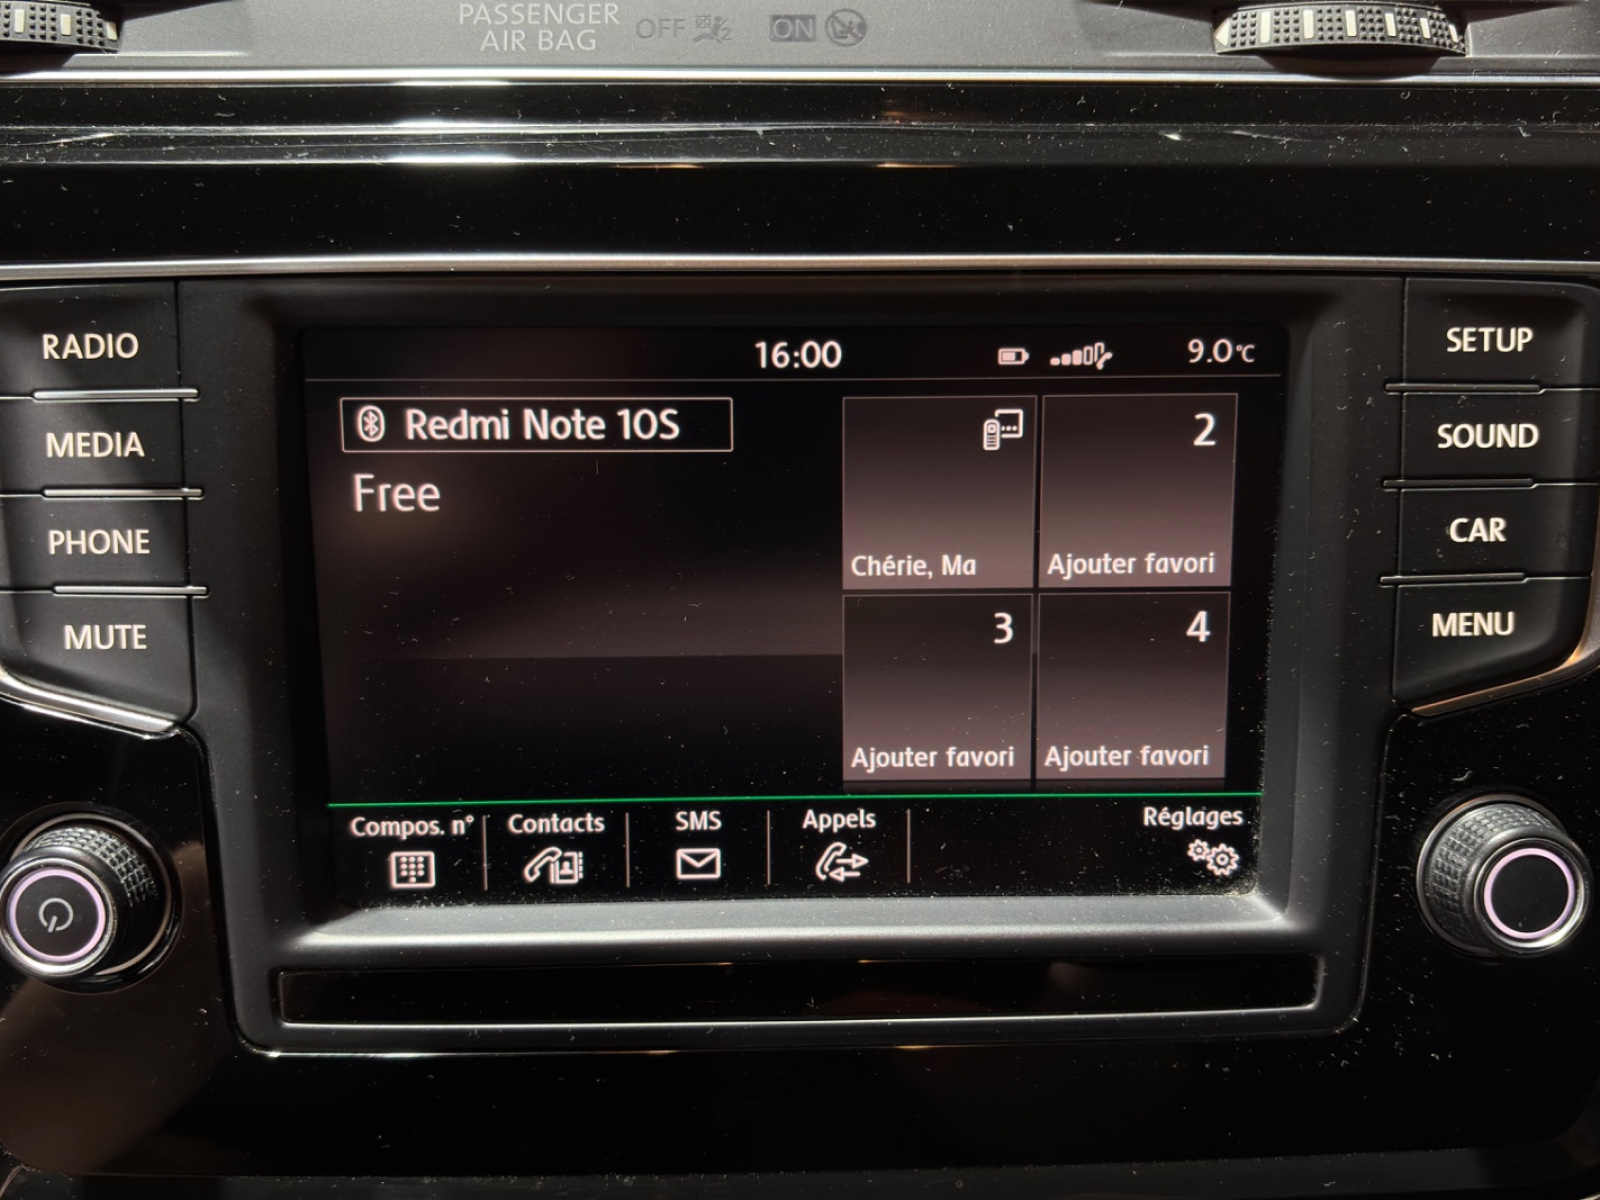 PASSENGER
AIR BAG
OFF
ON
RADIO
MEDIA
PHONE
MUTE
16:00
9.0°C
Redmi Note 10S
Free
2
Chérie, Ma
Ajouter favori
3
4
Ajouter favori
Ajouter favori
Compos. n°
Contacts
SMS
Appels
Réglages
SETUP
SOUND
CAR
MENU